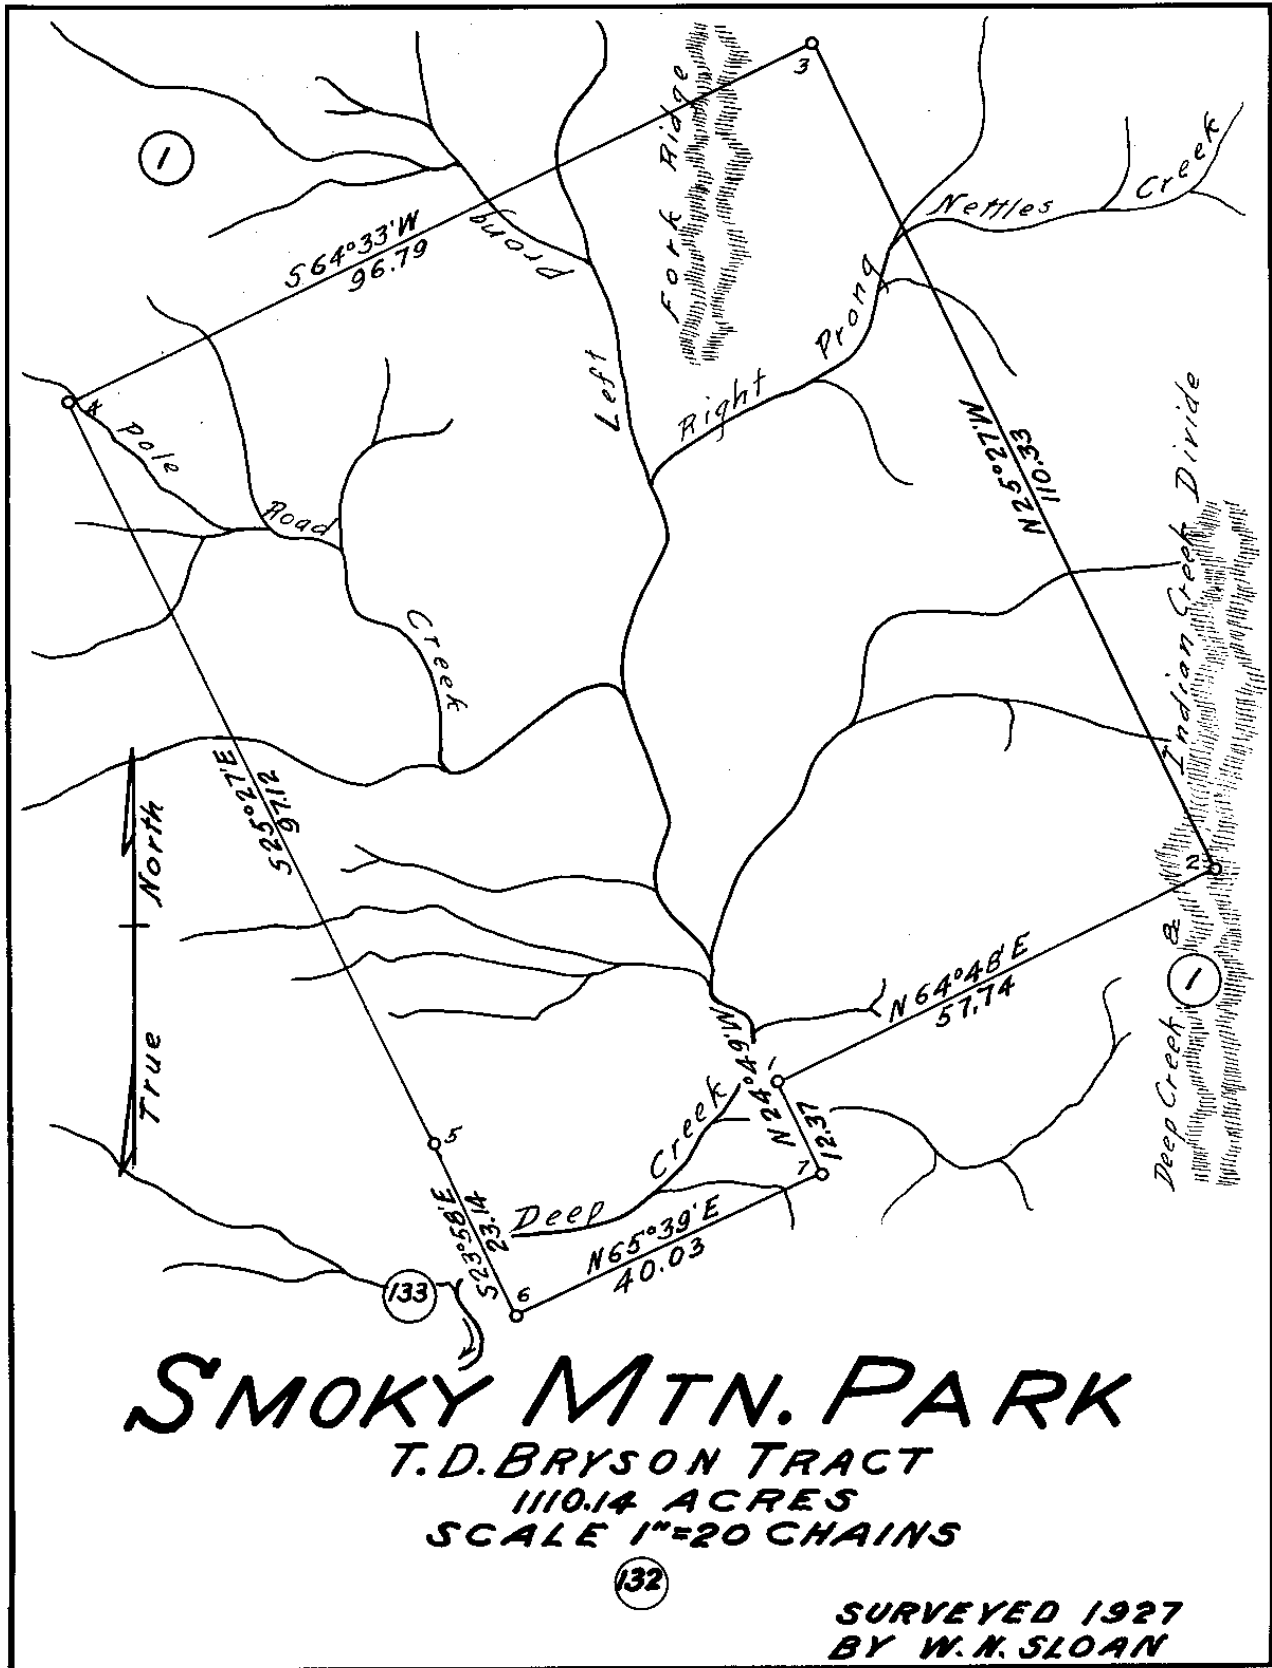 3
Fork Ridge
1
Nettles Creek
S 64°33' W
96.79
Prong
Left
Right Prong
N 25°27' W
110.33
4
Pole Road Creek
Deep Creek & Indian Creek Divide
S 25°27' E
97.12
True North
2
1
N 64°48' E
57.74
N 24°49' W
12.37
1
7
5
Deep Creek
S 23°58' E
23.14
N 65°39' E
40.03
6
133
SMOKY MTN. PARK
T. D. BRYSON TRACT
1110.14 ACRES
SCALE 1"=20 CHAINS
132
SURVEYED 1927
BY W. N. SLOAN